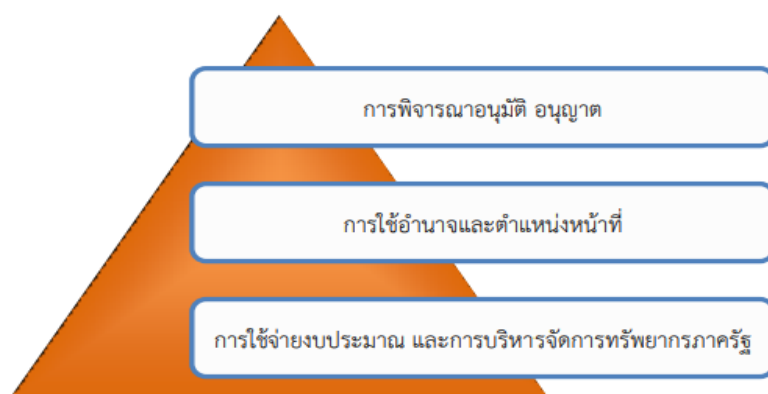 การพิจารณาอนุมัติ อนุญาต
การใช้อำนาจและตำแหน่งหน้าที่
การใช้จ่ายงบประมาณ และการบริหารจัดการทรัพยากรภาครัฐ